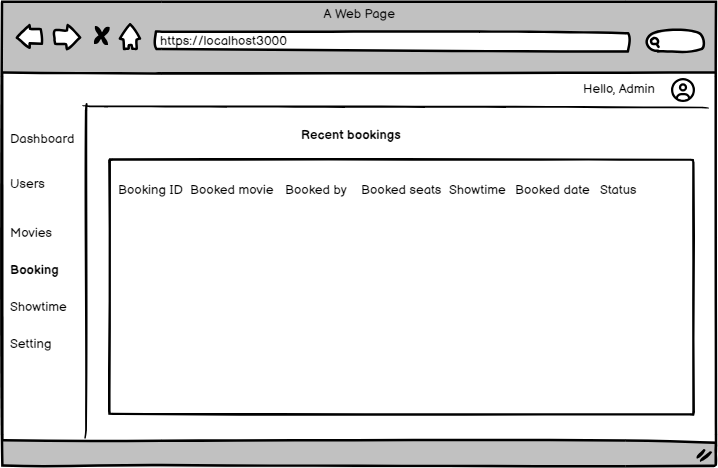 A Web Page
https://localhost3000
Hello, Admin
Dashboard
Users
Movies
Booking
Showtime
Setting
Recent bookings
Booking ID Booked movie Booked by Booked seats Showtime Booked date Status